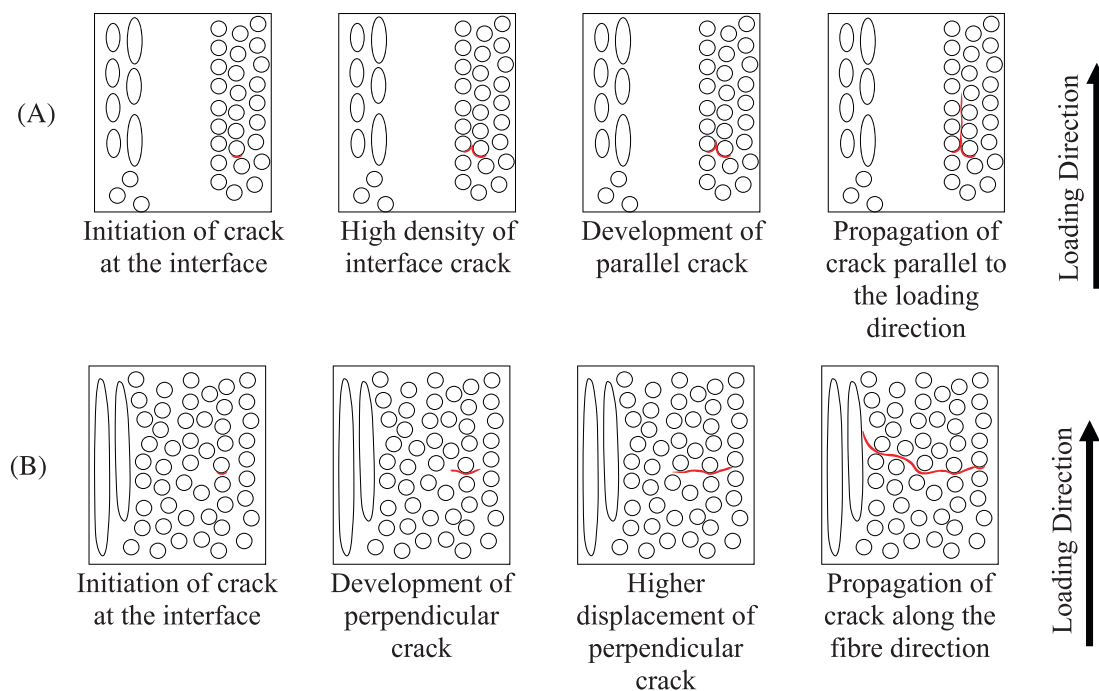 (A)
Initiation of crack
at the interface
High density of
interface crack
Development of
parallel crack
Propagation of
crack parallel to
the loading
direction
Loading Direction
(B)
Initiation of crack
at the interface
Development of
perpendicular
crack
Higher
displacement of
perpendicular
crack
Propagation of
crack along the
fibre direction
Loading Direction